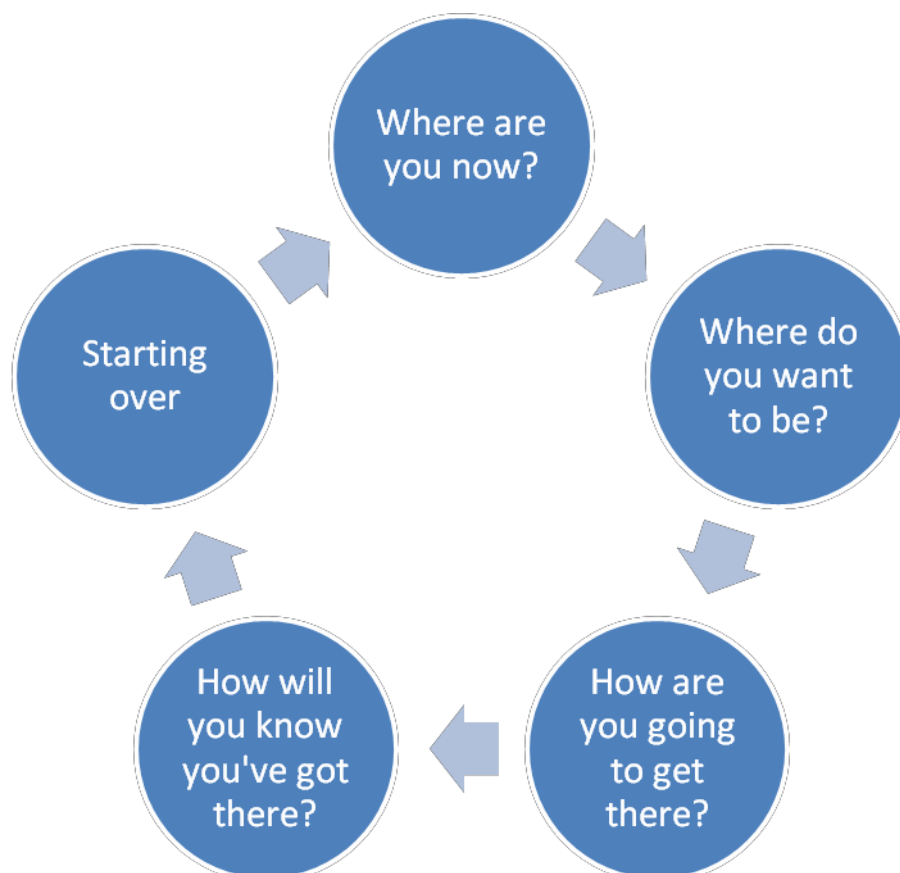 Where are
you now?
Where do
you want
to be?
How are
you going
to get
there?
How will
you know
you've got
there?
Starting
over